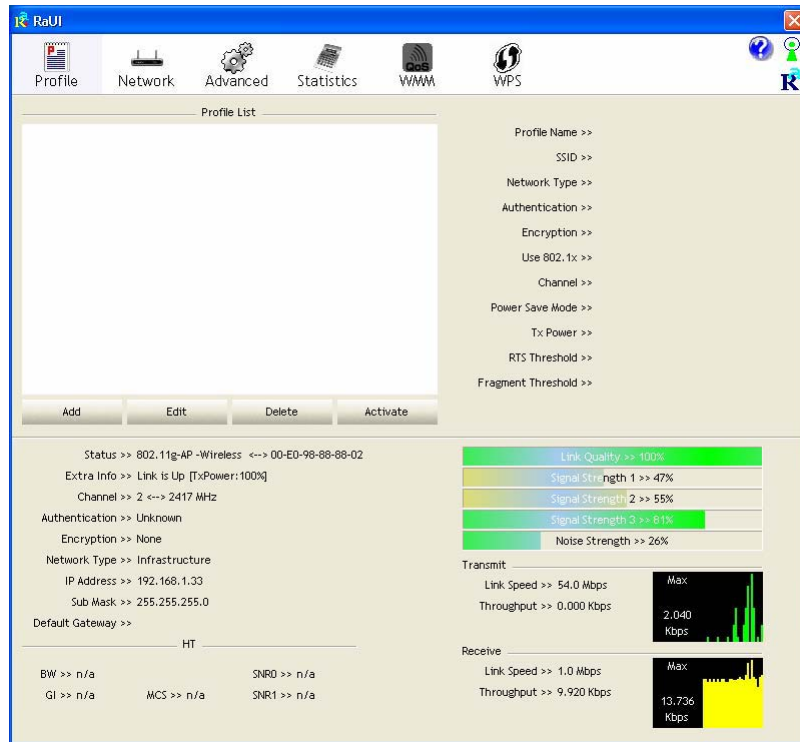 RaUI
Profile Network Advanced Statistics QoS WMM WPS
Profile List
Profile Name >>
SSID >>
Network Type >>
Authentication >>
Encryption >>
Use 802.1x >>
Channel >>
Power Save Mode >>
Tx Power >>
RTS Threshold >>
Fragment Threshold >>
Add Edit Delete Activate
Status >> 802.11g-AP -Wireless <--> 00-E0-98-88-88-02
Extra Info >> Link is Up [TxPower:100%]
Channel >> 2 <--> 2417 MHz
Authentication >> Unknown
Encryption >> None
Network Type >> Infrastructure
IP Address >> 192.168.1.33
Sub Mask >> 255.255.255.0
Default Gateway >>
HT
BW >> n/a SNR0 >> n/a
GI >> n/a MCS >> n/a SNR1 >> n/a
Link Quality >> 100%
Signal Strength 1 >> 47%
Signal Strength 2 >> 55%
Signal Strength 3 >> 81%
Noise Strength >> 26%
Transmit
Link Speed >> 54.0 Mbps
Throughput >> 0.000 Kbps
Max
2.040
Kbps
Receive
Link Speed >> 1.0 Mbps
Throughput >> 9.920 Kbps
Max
13.736
Kbps